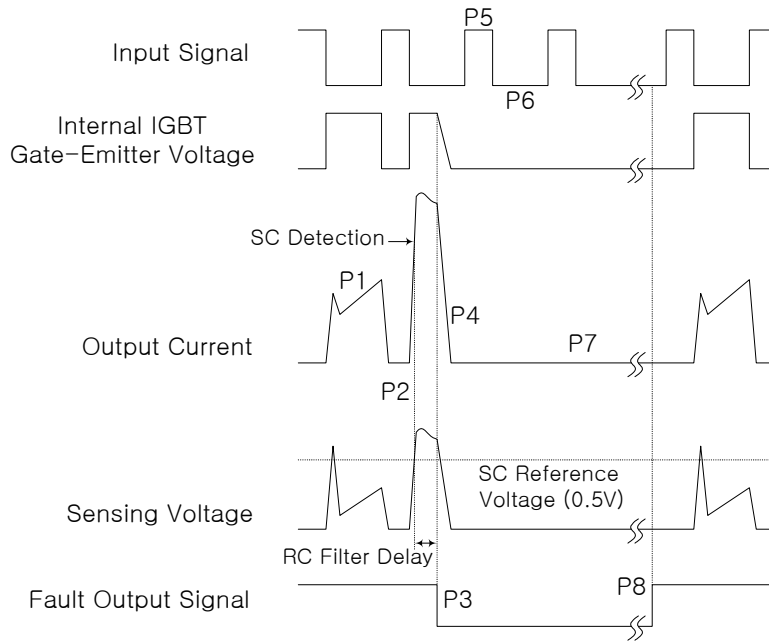 P5
Input Signal
P6
Internal IGBT
Gate-Emitter Voltage
SC Detection
P1
P4
Output Current
P7
P2
SC Reference
Voltage (0.5V)
Sensing Voltage
RC Filter Delay
Fault Output Signal
P3
P8